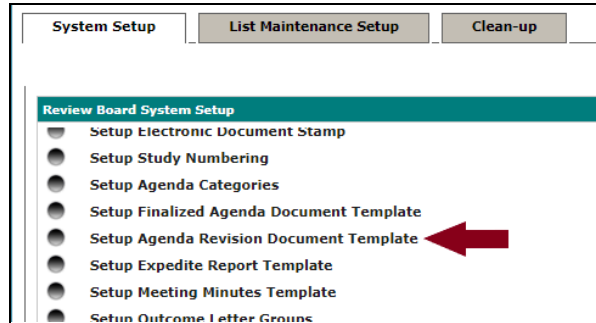 System Setup List Maintenance Setup Clean-up
Review Board System Setup
Setup Electronic Document Stamp
Setup Study Numbering
Setup Agenda Categories
Setup Finalized Agenda Document Template
Setup Agenda Revision Document Template
Setup Expedite Report Template
Setup Meeting Minutes Template
Setup Outcome Letter Groups